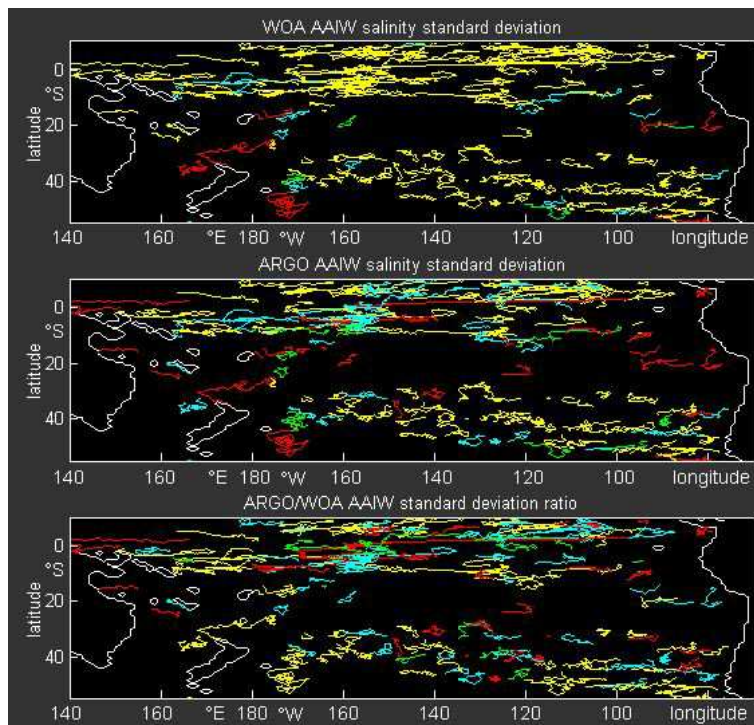 WOA AAIW salinity standard deviation
0
°S
20
40
latitude
140 160 °E 180 °W 160 140 120 100 longitude
ARGO AAIW salinity standard deviation
0
°S
20
40
latitude
140 160 °E 180 °W 160 140 120 100 longitude
ARGO/WOA AAIW standard deviation ratio
0
°S
20
40
latitude
140 160 °E 180 °W 160 140 120 100 longitude